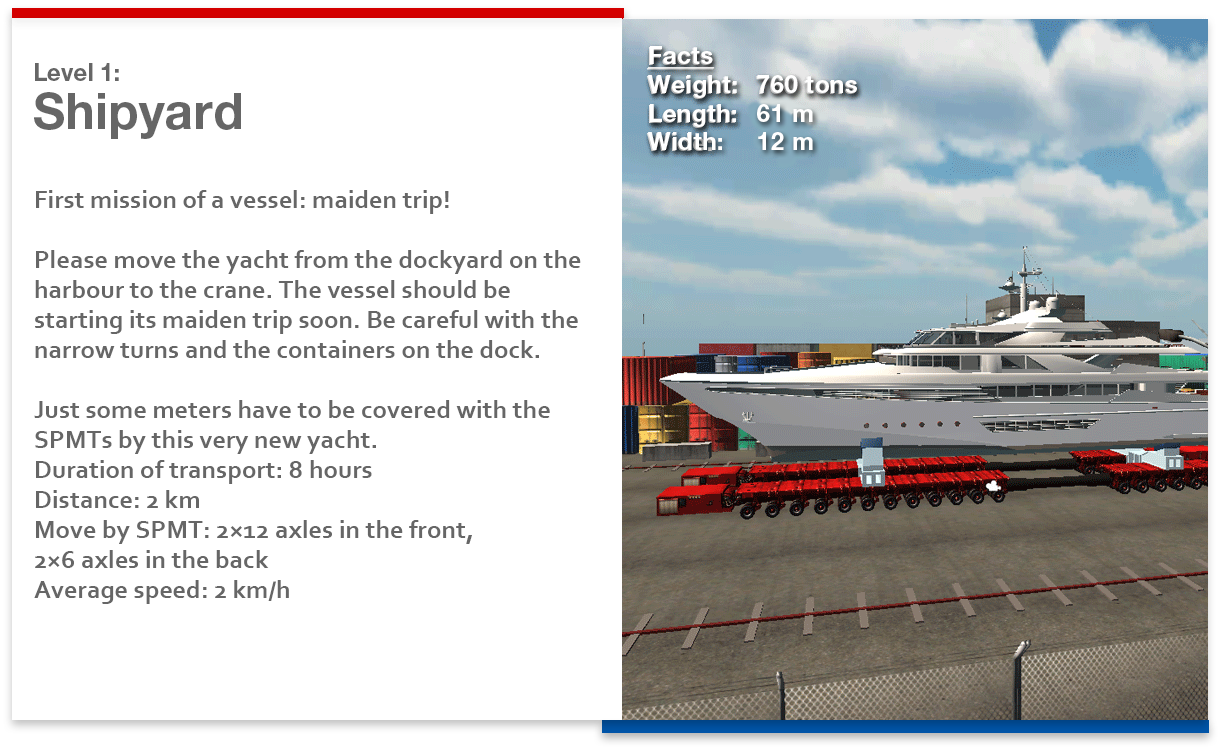 Level 1:
Shipyard
First mission of a vessel: maiden trip!
Please move the yacht from the dockyard on the
harbour to the crane. The vessel should be
starting its maiden trip soon. Be careful with the
narrow turns and the containers on the dock.
Just some meters have to be covered with the
SPMTs by this very new yacht.
Duration of transport: 8 hours
Distance: 2 km
Move by SPMT: 2×12 axles in the front,
2×6 axles in the back
Average speed: 2 km/h
Facts
Weight: 760 tons
Length: 61 m
Width: 12 m